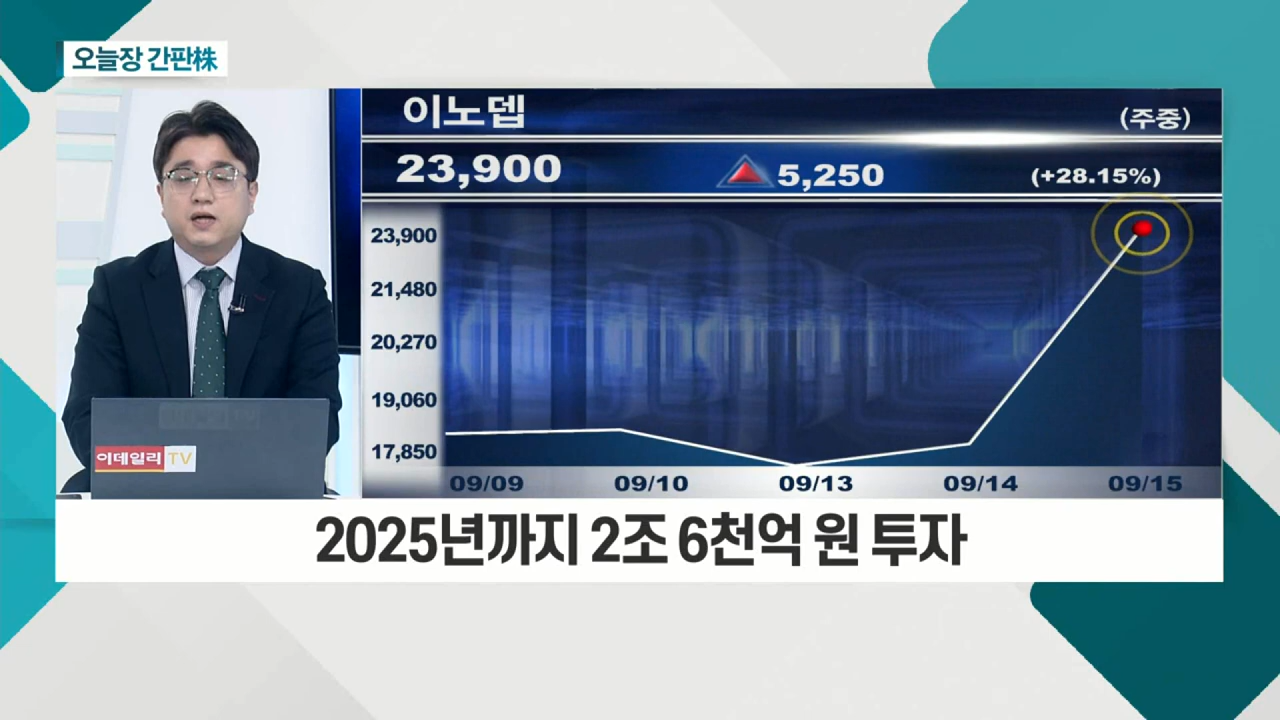 오늘장 간판株
이노뎁
(주중)
23,900 ▲5,250 (+28.15%)
23,900
21,480
20,270
19,060
17,850
09/09 09/10 09/13 09/14 09/15
이데일리TV
2025년까지 2조 6천억 원 투자